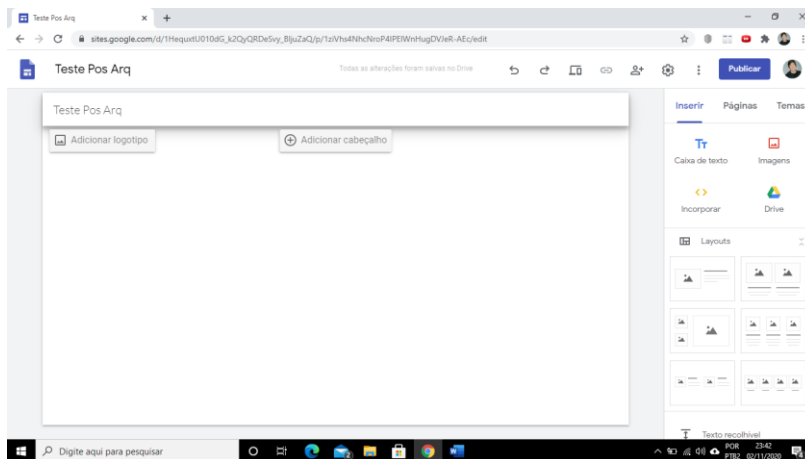 Teste Pos Arq
sites.google.com/d/1HequxtU010dG_k2QyQRDeSvy_BljuZaQ/p/1ziVhs4NhcNroP4IPEIWnHugDVJeR-AEc/edit
Teste Pos Arq
Todas as alterações foram salvas no Drive
Publicar
Teste Pos Arq
Adicionar logotipo
Adicionar cabeçalho
Inserir Páginas Temas
Tт
Caixa de texto Imagens
Incorporar Drive
Layouts
Texto recolhível
Digite aqui para pesquisar
POR 23:42
PTB2 02/11/2020